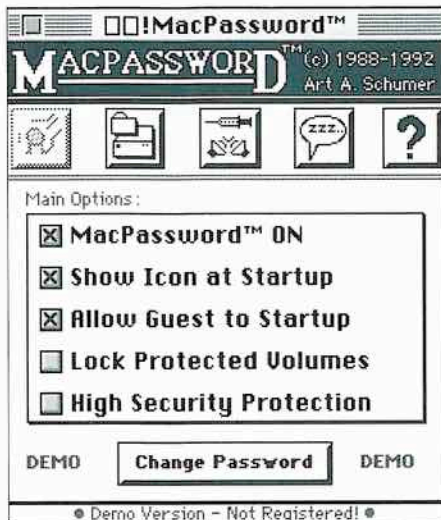 !MacPassword™
MACPASSWORD™
(c) 1988-1992
Art A. Schumer
zzz...
?
Main Options:
MacPassword™ ON
Show Icon at Startup
Allow Guest to Startup
Lock Protected Volumes
High Security Protection
DEMO Change Password DEMO
● Demo Version - Not Registered! ●